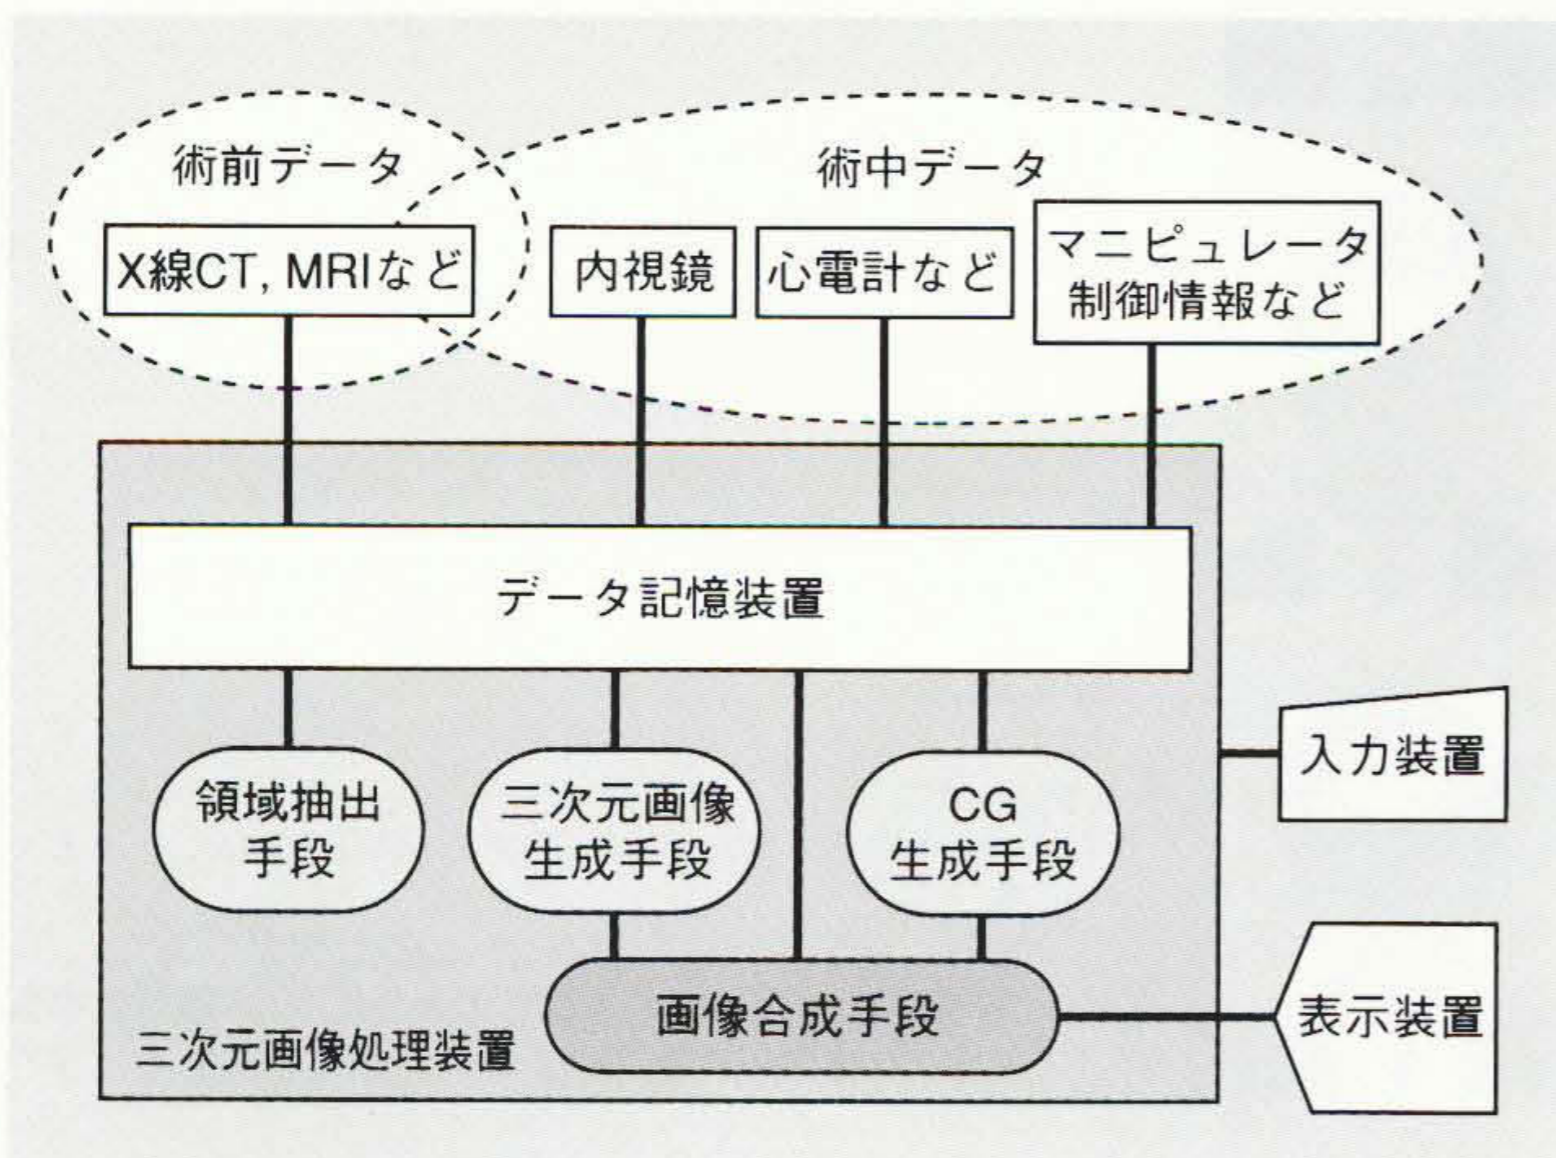 術前データ
術中データ
X線CT, MRIなど
内視鏡
心電計など
マニピュレータ
制御情報など
データ記憶装置
領域抽出
手段
三次元画像
生成手段
CG
生成手段
入力装置
画像合成手段
表示装置
三次元画像処理装置